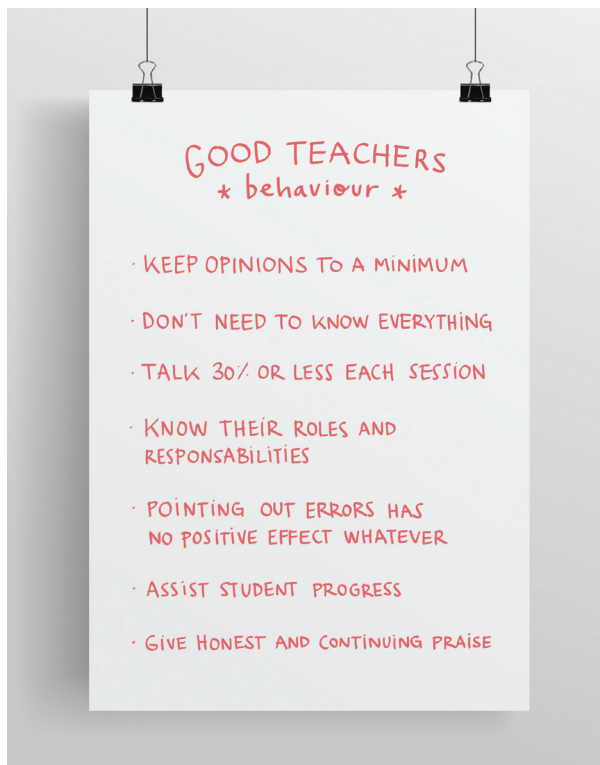 GOOD TEACHERS
* behaviour *
· KEEP OPINIONS TO A MINIMUM
· DON'T NEED TO KNOW EVERYTHING
· TALK 30% OR LESS EACH SESSION
· KNOW THEIR ROLES AND
RESPONSABILITIES
· POINTING OUT ERRORS HAS
NO POSITIVE EFFECT WHATEVER
· ASSIST STUDENT PROGRESS
· GIVE HONEST AND CONTINUING PRAISE